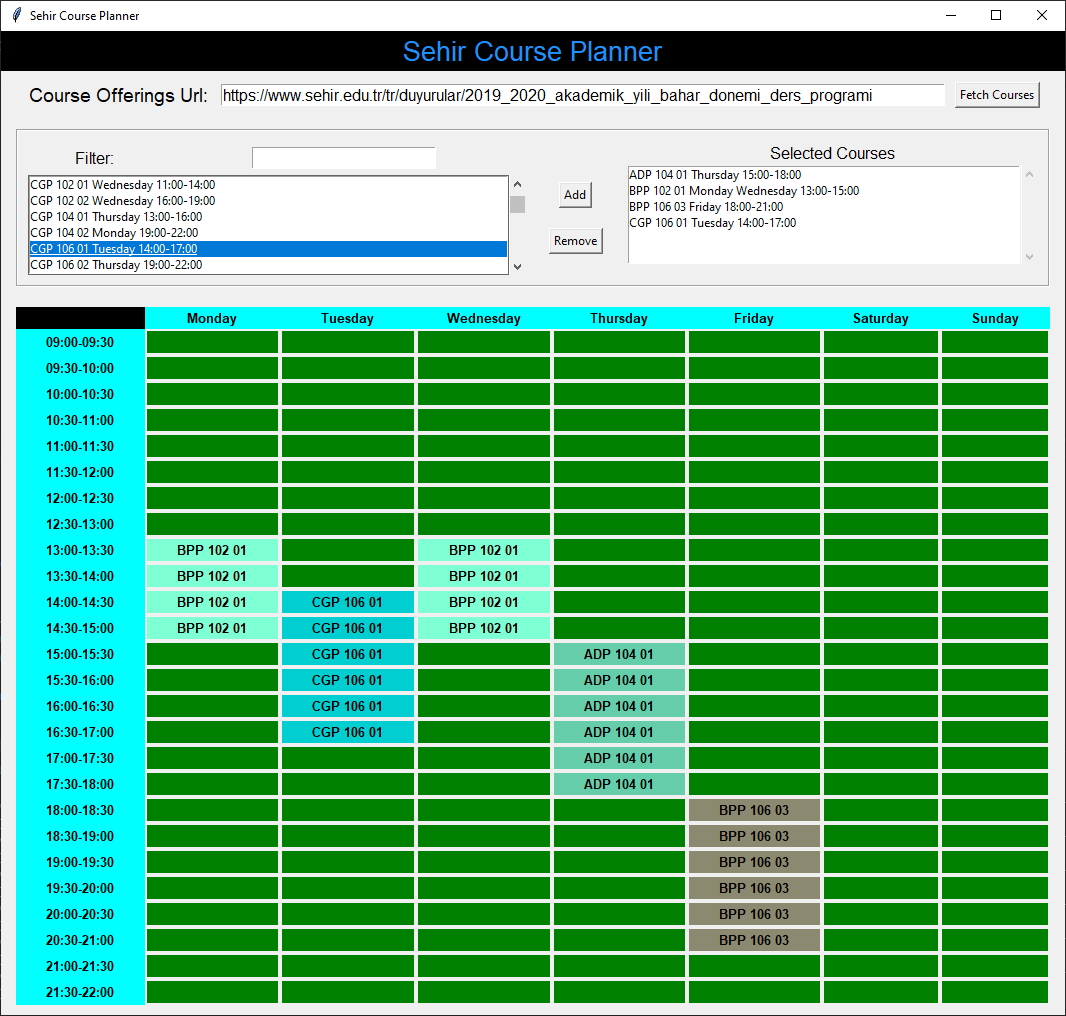 Sehir Course Planner
Sehir Course Planner
Course Offerings Url: https://www.sehir.edu.tr/tr/duyurular/2019_2020_akademik_yili_bahar_donemi_ders_programi Fetch Courses
Filter:
CGP 102 01 Wednesday 11:00-14:00
CGP 102 02 Wednesday 16:00-19:00
CGP 104 01 Thursday 13:00-16:00
CGP 104 02 Monday 19:00-22:00
CGP 106 01 Tuesday 14:00-17:00
CGP 106 02 Thursday 19:00-22:00
Add
Remove
Selected Courses
ADP 104 01 Thursday 15:00-18:00
BPP 102 01 Monday Wednesday 13:00-15:00
BPP 106 03 Friday 18:00-21:00
CGP 106 01 Tuesday 14:00-17:00
Monday Tuesday Wednesday Thursday Friday Saturday Sunday
09:00-09:30
09:30-10:00
10:00-10:30
10:30-11:00
11:00-11:30
11:30-12:00
12:00-12:30
12:30-13:00
13:00-13:30 BPP 102 01 BPP 102 01
13:30-14:00 BPP 102 01 BPP 102 01
14:00-14:30 BPP 102 01 CGP 106 01 BPP 102 01
14:30-15:00 BPP 102 01 CGP 106 01 BPP 102 01
15:00-15:30 CGP 106 01 ADP 104 01
15:30-16:00 CGP 106 01 ADP 104 01
16:00-16:30 CGP 106 01 ADP 104 01
16:30-17:00 CGP 106 01 ADP 104 01
17:00-17:30 ADP 104 01
17:30-18:00 ADP 104 01
18:00-18:30 BPP 106 03
18:30-19:00 BPP 106 03
19:00-19:30 BPP 106 03
19:30-20:00 BPP 106 03
20:00-20:30 BPP 106 03
20:30-21:00 BPP 106 03
21:00-21:30
21:30-22:00